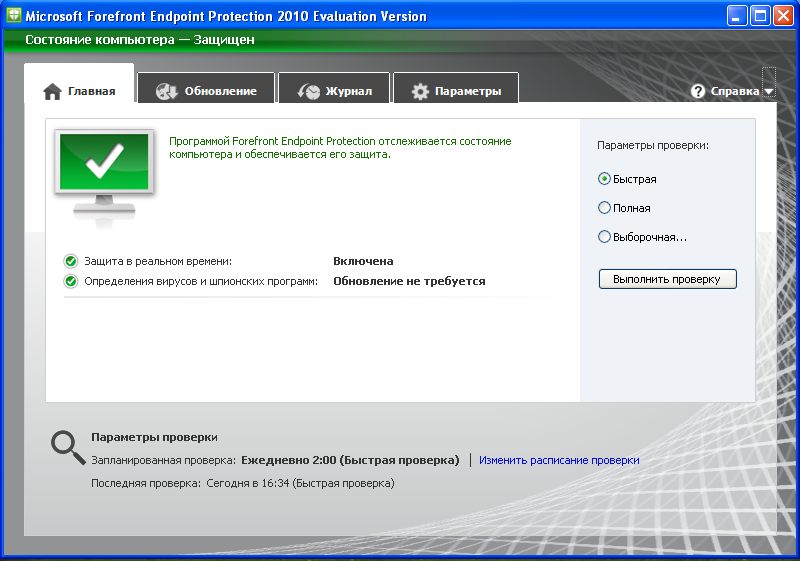 Microsoft Forefront Endpoint Protection 2010 Evaluation Version
Состояние компьютера — Защищен
Главная
Обновление
Журнал
Параметры
Справка
Программой Forefront Endpoint Protection отслеживается состояние
компьютера и обеспечивается его защита.
Защита в реальном времени: Включена
Определения вирусов и шпионских программ: Обновление не требуется
Параметры проверки:
Быстрая
Полная
Выборочная...
Выполнить проверку
Параметры проверки
Запланированная проверка: Ежедневно 2:00 (Быстрая проверка) | Изменить расписание проверки
Последняя проверка: Сегодня в 16:34 (Быстрая проверка)